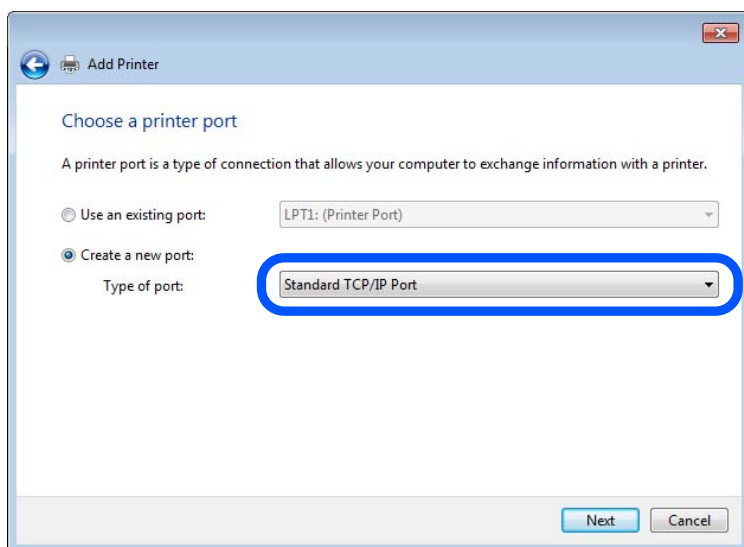 Add Printer
Choose a printer port
A printer port is a type of connection that allows your computer to exchange information with a printer.
Use an existing port: LPT1: (Printer Port)
Create a new port:
Type of port: Standard TCP/IP Port
Next Cancel